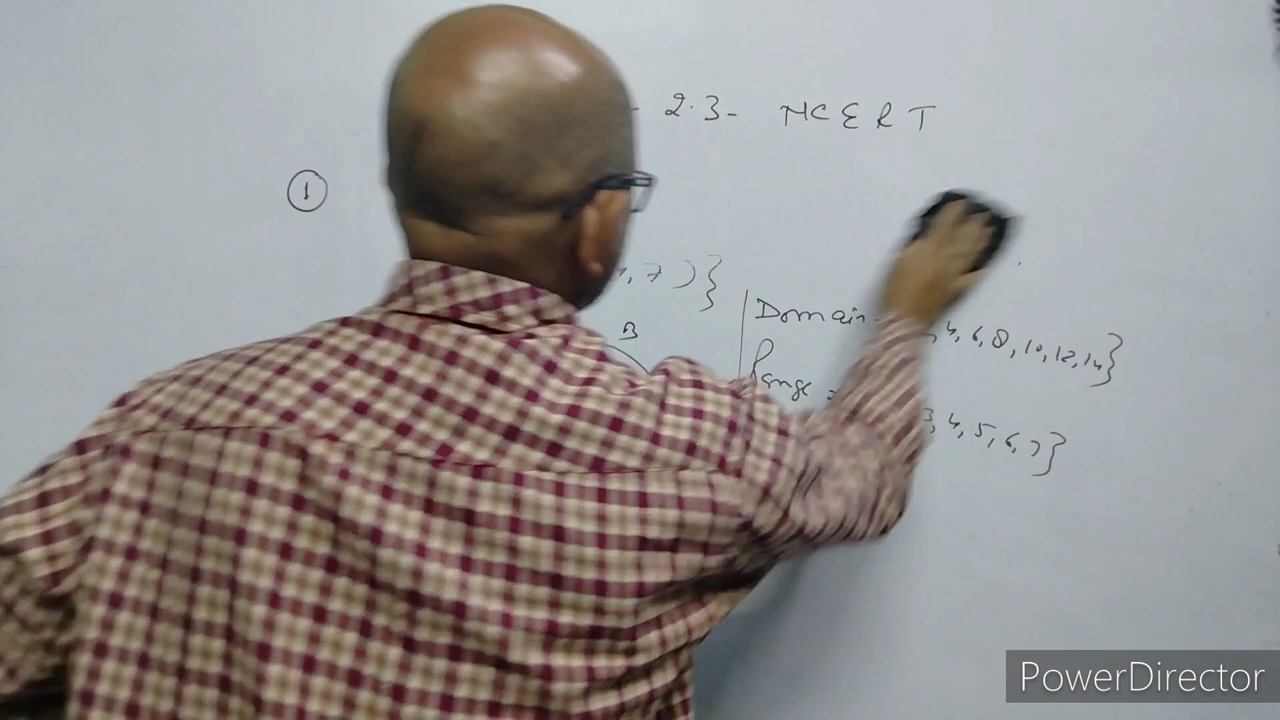 - 2.3- NCERT
1
, 7 )}
B
Domain , 4, 6, 8, 10, 12, 14}
Range = 3, 4, 5, 6, 7}
PowerDirector